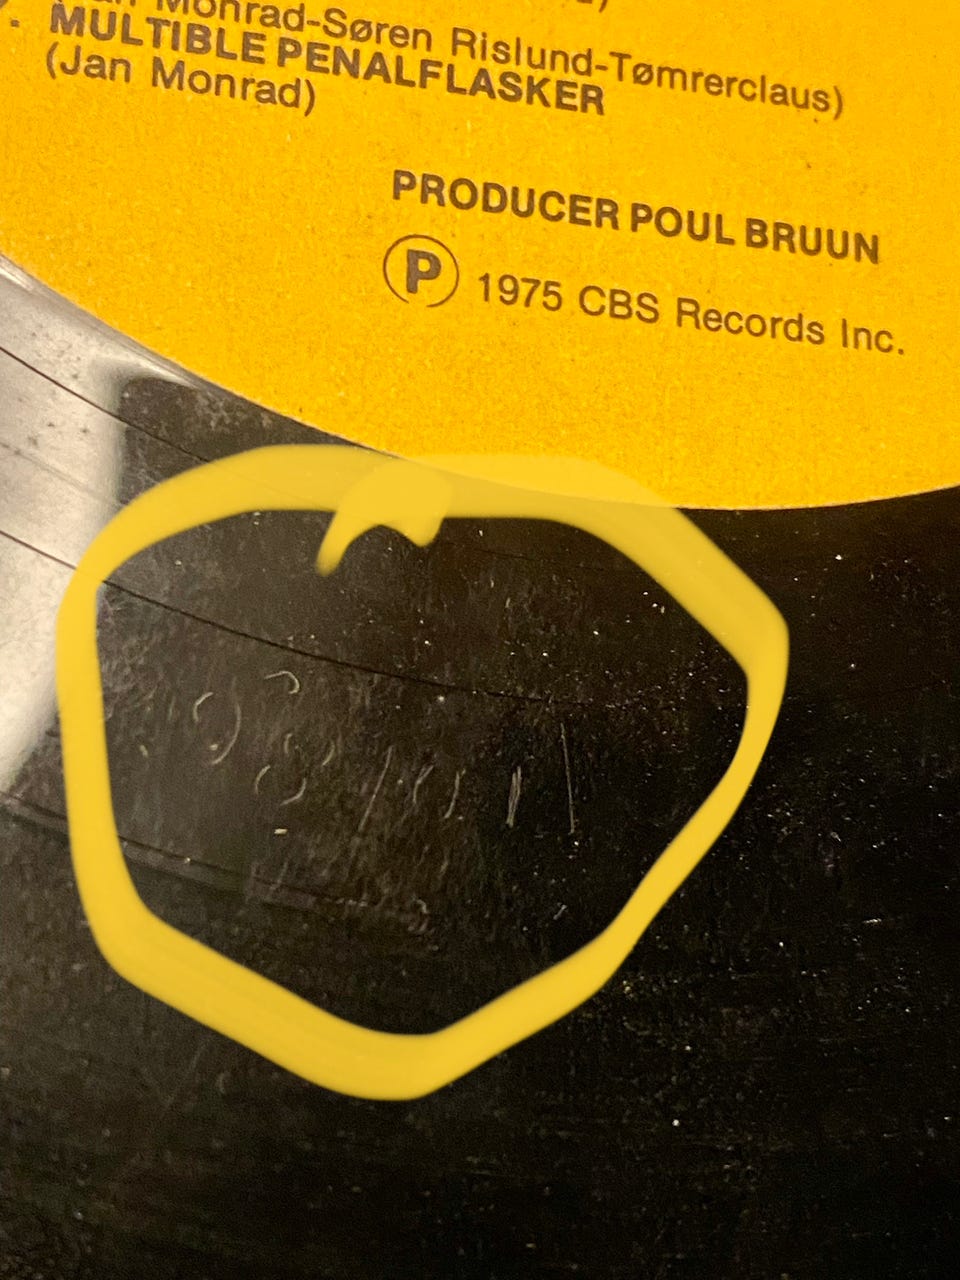 Monrad-Søren Rislund-Tømrerclaus)
MULTIBLE PENALFLASKER
(Jan Monrad)
PRODUCER POUL BRUUN
Ⓟ 1975 CBS Records Inc.